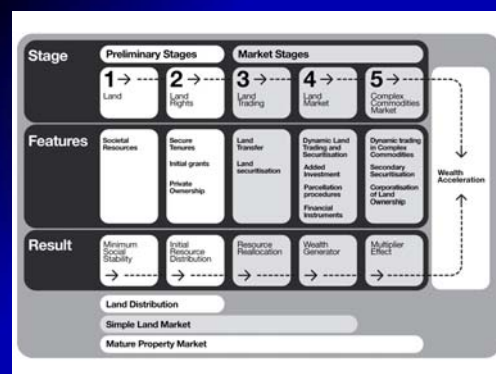 Stage
Preliminary Stages
Market Stages
1
Land
2
Land
Rights
3
Land
Trading
4
Land
Market
5
Complex
Commodities
Market
Features
Societal
Resources
Secure
Tenures
Initial grants
Private
Ownership
Land
Transfer
Land
securitisation
Dynamic Land
Trading and
Securitisation
Added
Investment
Parcellation
procedures
Financial
Instruments
Dynamic trading
in Complex
Commodities
Secondary
Securitisation
Corporatisation
of Land
Ownership
Wealth
Acceleration
Result
Minimum
Social
Stability
Initial
Resource
Distribution
Resource
Reallocation
Wealth
Generator
Multiplier
Effect
Land Distribution
Simple Land Market
Mature Property Market